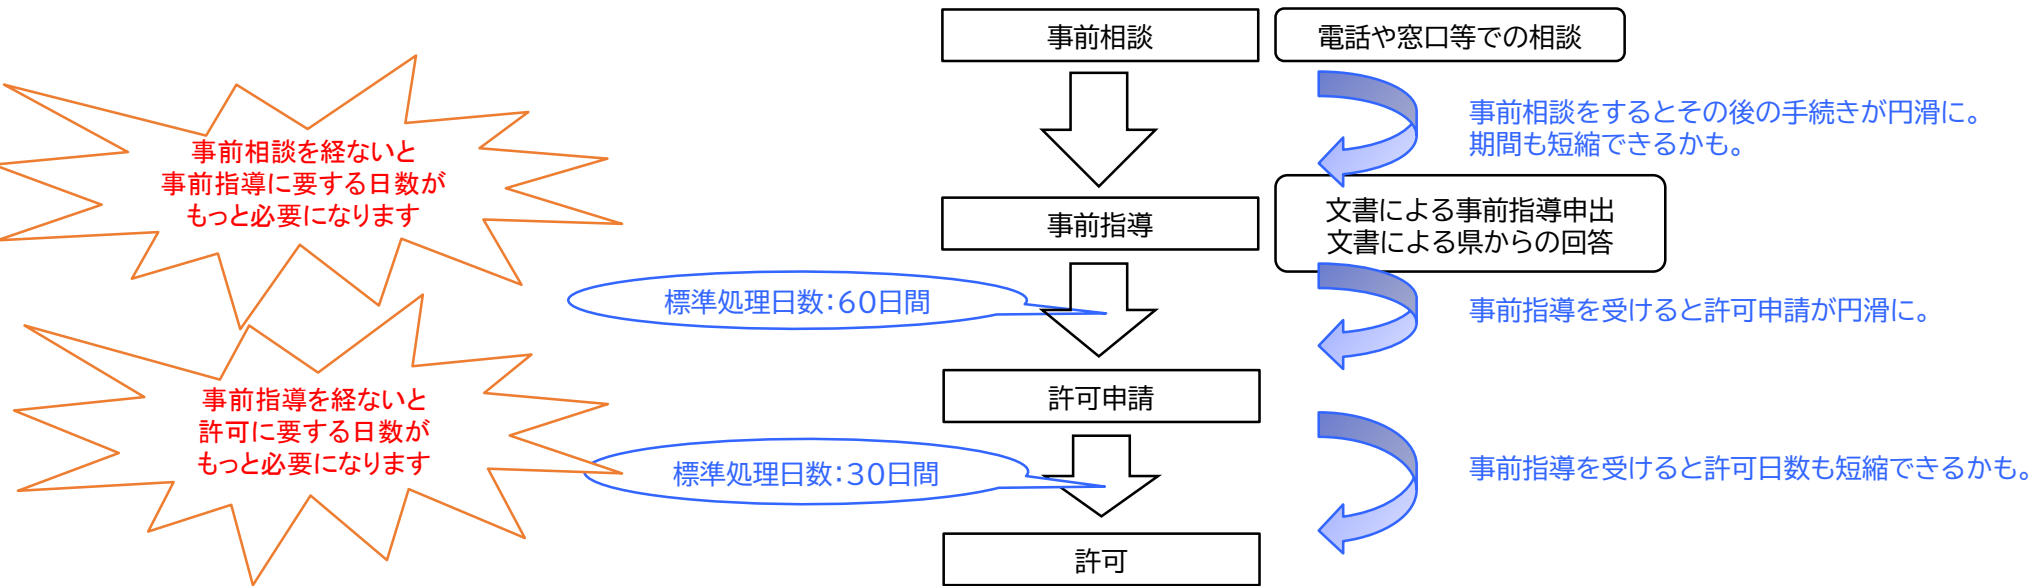 事前相談
電話や窓口等での相談
事前相談をするとその後の手続きが円滑に。
期間も短縮できるかも。
事前相談を経ないと
事前指導に要する日数が
もっと必要になります
事前指導
文書による事前指導申出
文書による県からの回答
標準処理日数：60日間
事前指導を受けると許可申請が円滑に。
許可申請
事前指導を経ないと
許可に要する日数が
もっと必要になります
標準処理日数：30日間
事前指導を受けると許可日数も短縮できるかも。
許可